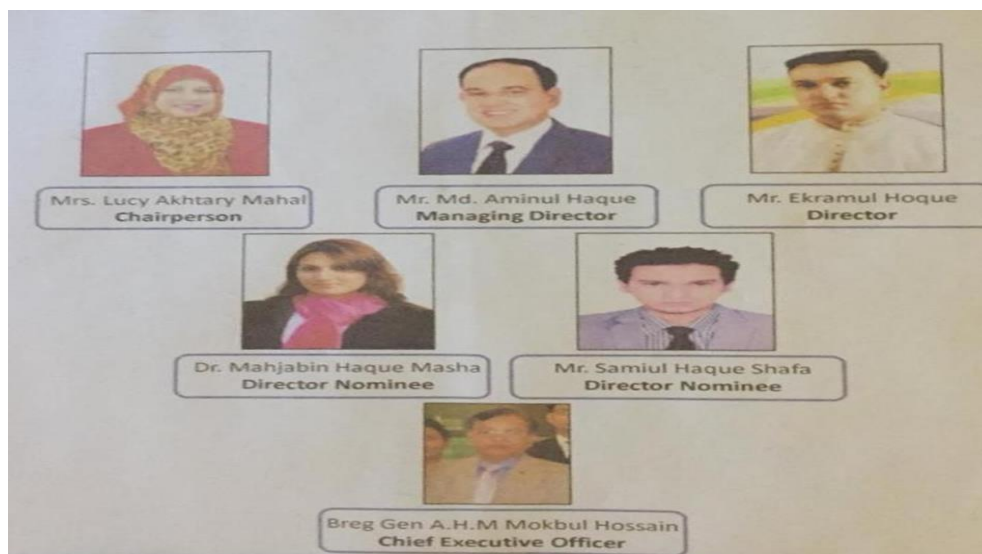 Mrs. Lucy Akhtary Mahal
Chairperson
Mr. Md. Aminul Haque
Managing Director
Mr. Ekramul Hoque
Director
Dr. Mahjabin Haque Masha
Director Nominee
Mr. Samiul Haque Shafa
Director Nominee
Breg Gen A.H.M Mokbul Hossain
Chief Executive Officer